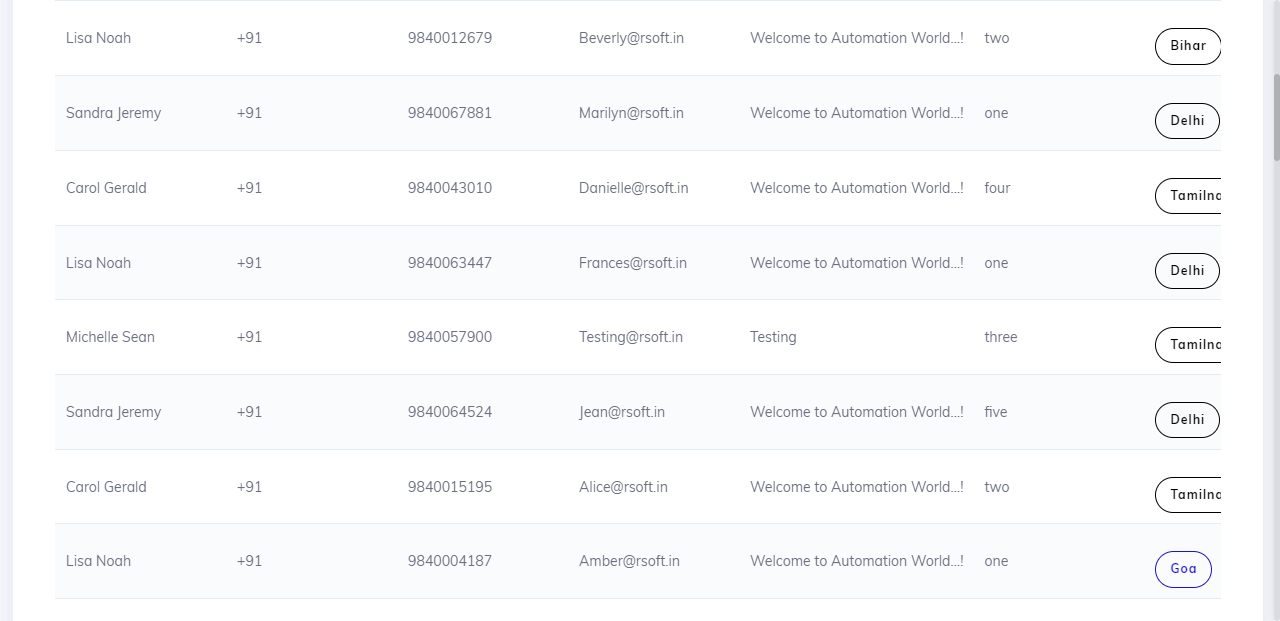 Lisa Noah +91 9840012679 Beverly@rsoft.in Welcome to Automation World...! two Bihar
Sandra Jeremy +91 9840067881 Marilyn@rsoft.in Welcome to Automation World...! one Delhi
Carol Gerald +91 9840043010 Danielle@rsoft.in Welcome to Automation World...! four Tamilna
Lisa Noah +91 9840063447 Frances@rsoft.in Welcome to Automation World...! one Delhi
Michelle Sean +91 9840057900 Testing@rsoft.in Testing three Tamilna
Sandra Jeremy +91 9840064524 Jean@rsoft.in Welcome to Automation World...! five Delhi
Carol Gerald +91 9840015195 Alice@rsoft.in Welcome to Automation World...! two Tamilna
Lisa Noah +91 9840004187 Amber@rsoft.in Welcome to Automation World...! one Goa